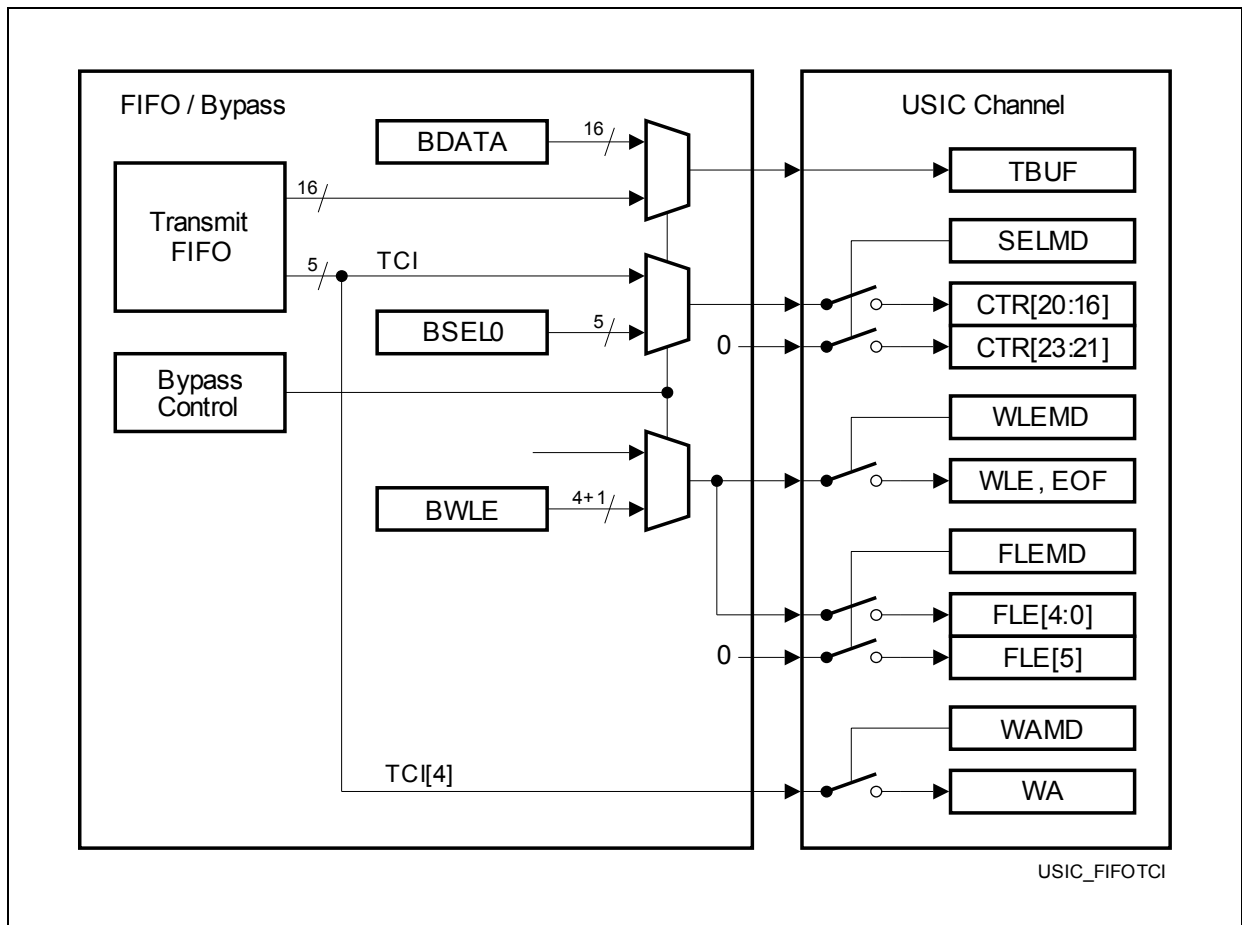 FIFO / Bypass
USIC Channel
BDATA
16
TBUF
Transmit
FIFO
16
5
TCI
SELMD
BSEL0
5
CTR[20:16]
0
CTR[23:21]
Bypass
Control
WLEMD
BWLE
4+1
WLE , EOF
FLEMD
FLE[4:0]
0
FLE[5]
WAMD
TCI[4]
WA
USIC_FIFOTCI